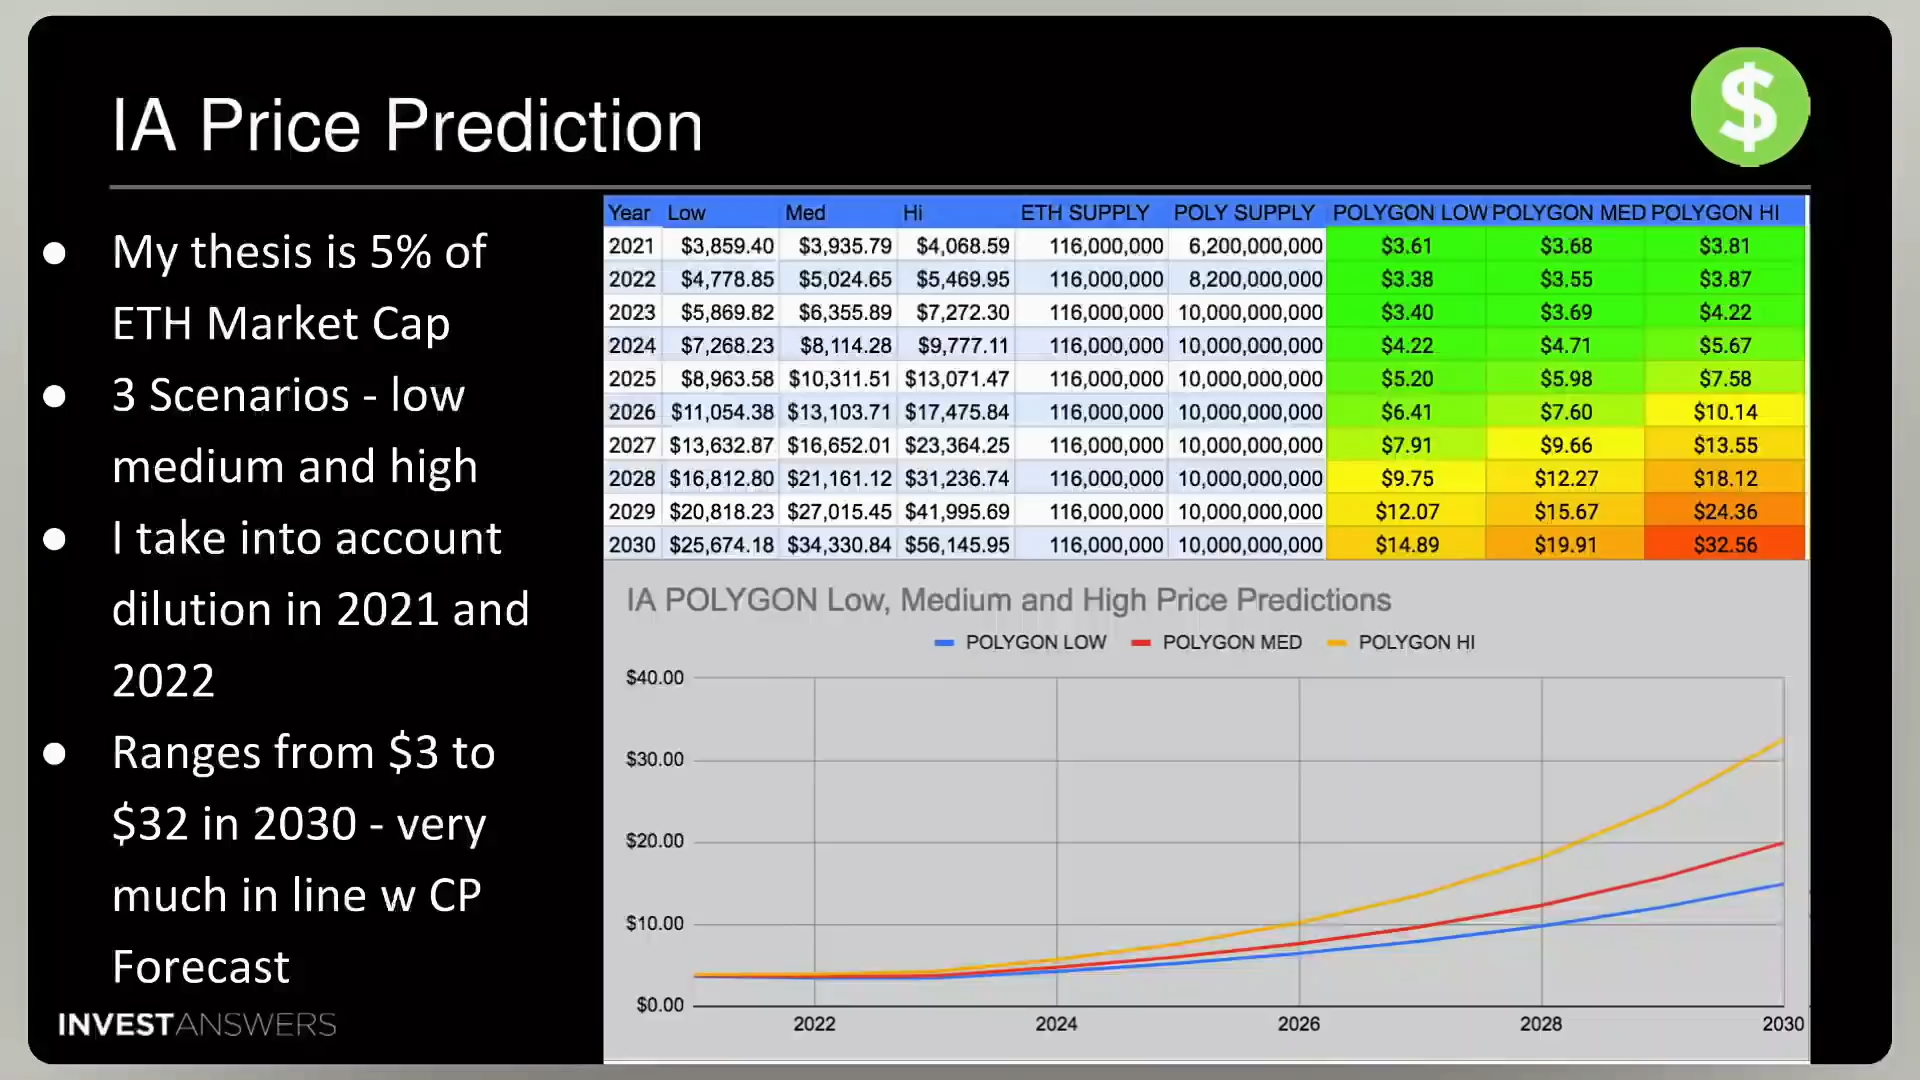 IA Price Prediction
$
● My thesis is 5% of
ETH Market Cap
● 3 Scenarios - low
medium and high
● I take into account
dilution in 2021 and
2022
● Ranges from $3 to
$32 in 2030 - very
much in line w CP
Forecast
INVESTANSWERS
Year Low Med Hi ETH SUPPLY POLY SUPPLY POLYGON LOW POLYGON MED POLYGON HI
2021 $3,859.40 $3,935.79 $4,068.59 116,000,000 6,200,000,000 $3.61 $3.68 $3.81
2022 $4,778.85 $5,024.65 $5,469.95 116,000,000 8,200,000,000 $3.38 $3.55 $3.87
2023 $5,869.82 $6,355.89 $7,272.30 116,000,000 10,000,000,000 $3.40 $3.69 $4.22
2024 $7,268.23 $8,114.28 $9,777.11 116,000,000 10,000,000,000 $4.22 $4.71 $5.67
2025 $8,963.58 $10,311.51 $13,071.47 116,000,000 10,000,000,000 $5.20 $5.98 $7.58
2026 $11,054.38 $13,103.71 $17,475.84 116,000,000 10,000,000,000 $6.41 $7.60 $10.14
2027 $13,632.87 $16,652.01 $23,364.25 116,000,000 10,000,000,000 $7.91 $9.66 $13.55
2028 $16,812.80 $21,161.12 $31,236.74 116,000,000 10,000,000,000 $9.75 $12.27 $18.12
2029 $20,818.23 $27,015.45 $41,995.69 116,000,000 10,000,000,000 $12.07 $15.67 $24.36
2030 $25,674.18 $34,330.84 $56,145.95 116,000,000 10,000,000,000 $14.89 $19.91 $32.56
IA POLYGON Low, Medium and High Price Predictions
POLYGON LOW POLYGON MED POLYGON HI
$40.00
$30.00
$20.00
$10.00
$0.00
2022 2024 2026 2028 2030